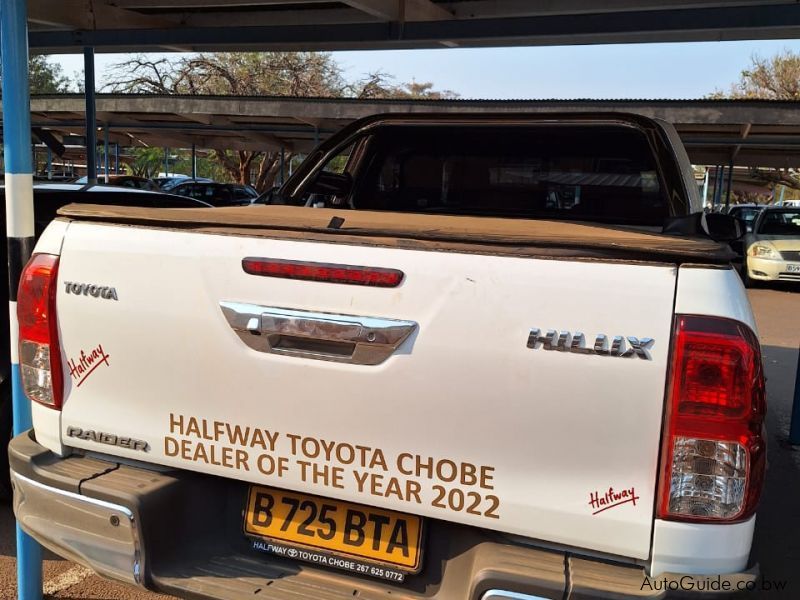 TOYOTA
HILUX
Halfway
RAIDER
HALFWAY TOYOTA CHOBE
DEALER OF THE YEAR 2022
Halfway
B 725 BTA
HALFWAY TOYOTA CHOBE 267 625 0772
AutoGuide.co.bw